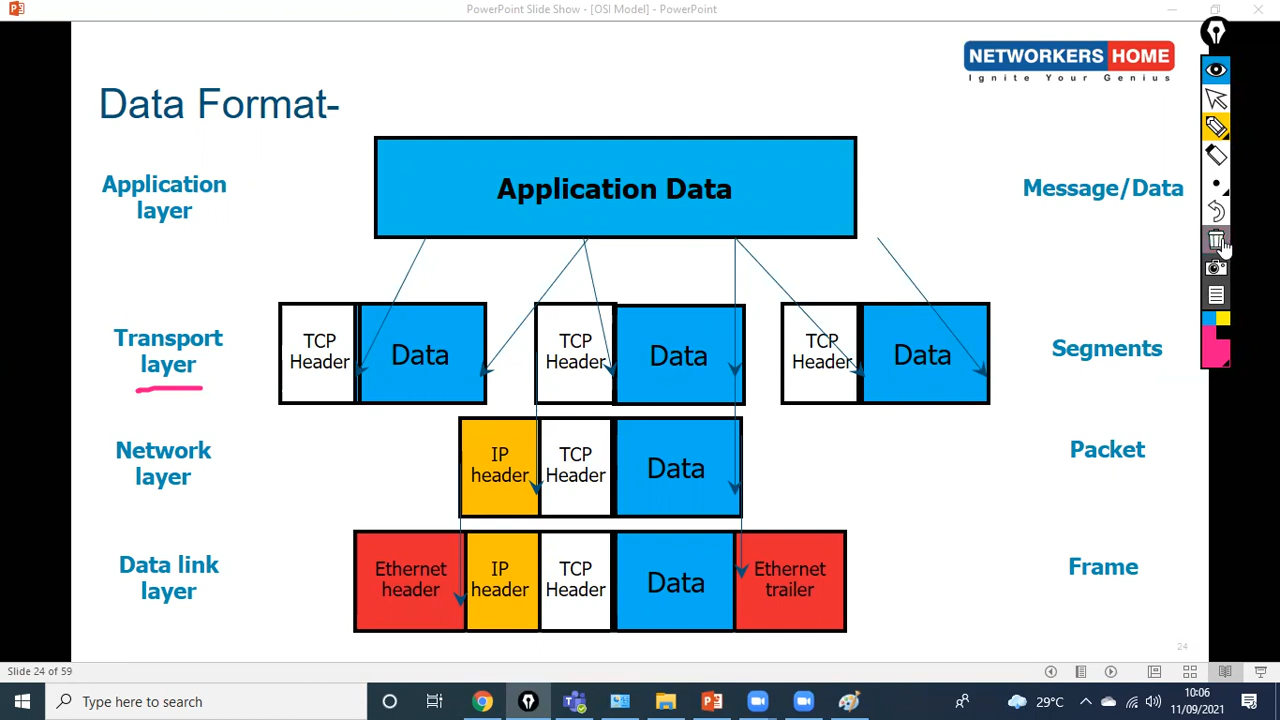 PowerPoint Slide Show - [OSI Model] - PowerPoint
NETWORKERS HOME
Ignite Your Genius
Data Format-
Application
layer
Application Data
Message/Data
Transport
layer
TCP
Header
Data
TCP
Header
Data
TCP
Header
Data
Segments
Network
layer
IP
header
TCP
Header
Data
Packet
Data link
layer
Ethernet
header
IP
header
TCP
Header
Data
Ethernet
trailer
Frame
24
Slide 24 of 59
Type here to search
29°C
10:06
11/09/2021